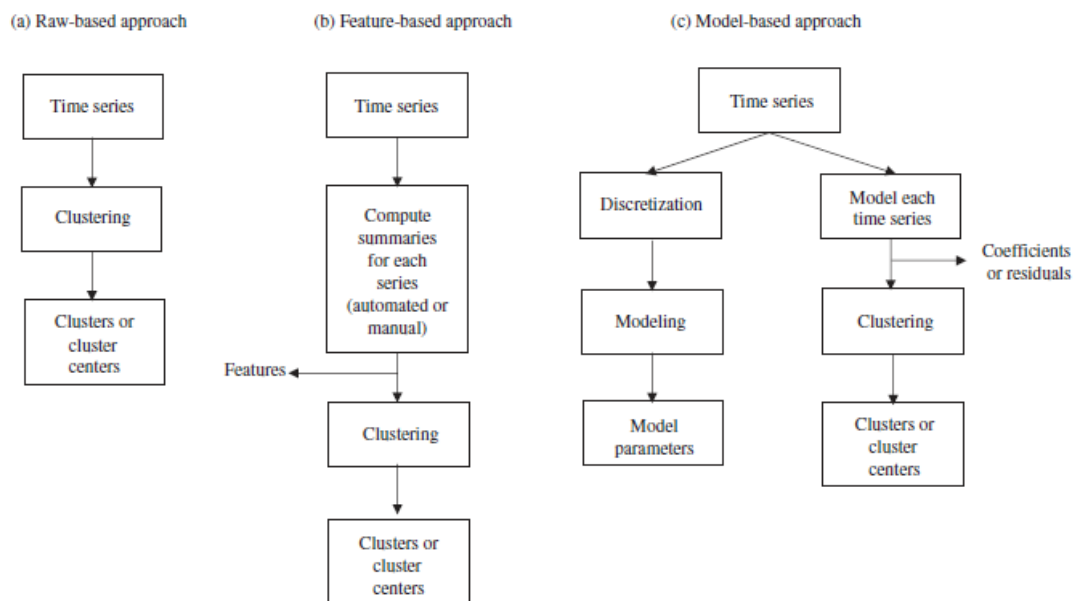 (a) Raw-based approach
Time series
Clustering
Clusters or
cluster
centers
(b) Feature-based approach
Time series
Compute
summaries
for each
series
(automated or
manual)
Features
Clustering
Clusters or
cluster
centers
(c) Model-based approach
Time series
Discretization
Modeling
Model
parameters
Model each
time series
Coefficients
or residuals
Clustering
Clusters or
cluster
centers